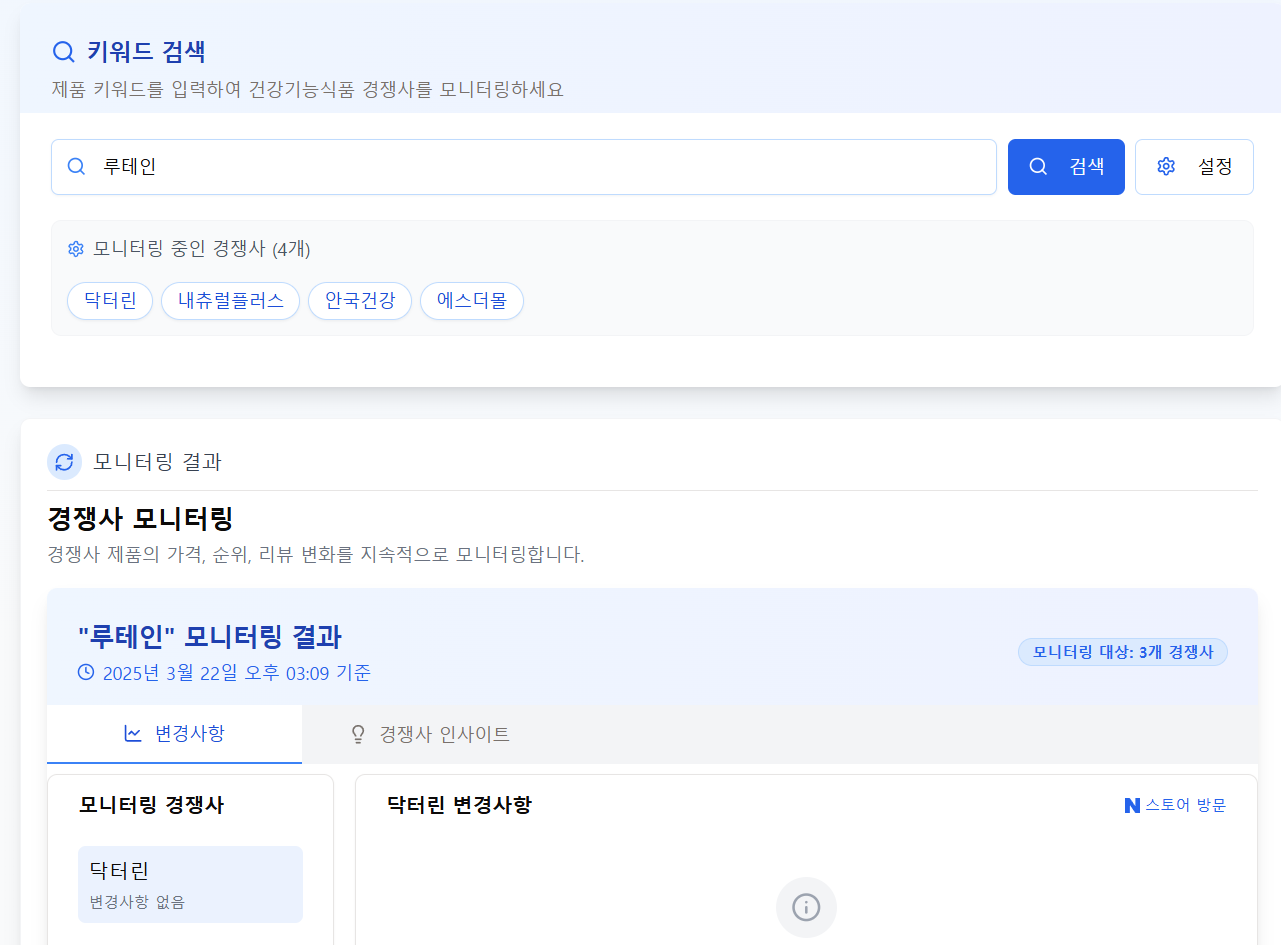 키워드 검색
제품 키워드를 입력하여 건강기능식품 경쟁사를 모니터링하세요
루테인
검색
설정
모니터링 중인 경쟁사 (4개)
닥터린 내츄럴플러스 안국건강 에스더몰
모니터링 결과
경쟁사 모니터링
경쟁사 제품의 가격, 순위, 리뷰 변화를 지속적으로 모니터링합니다.
"루테인" 모니터링 결과
2025년 3월 22일 오후 03:09 기준
모니터링 대상: 3개 경쟁사
변경사항 경쟁사 인사이트
모니터링 경쟁사
닥터린
변경사항 없음
닥터린 변경사항
N 스토어 방문